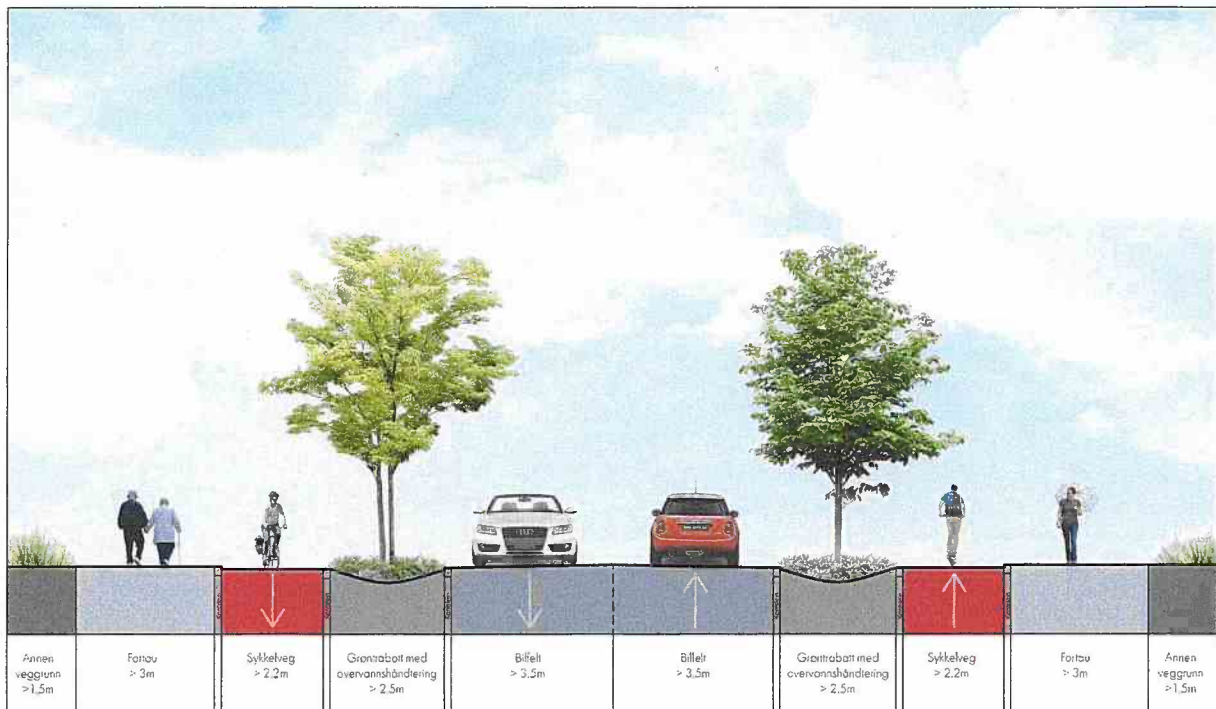 Annen
veggrunn
>1,5m
Fortau
> 3m
Sykkelveg
> 2.2m
Grøntrabatt med
overvannshåndtering
> 2.5m
Bilfelt
> 3.5m
Bilfelt
> 3,5m
Grøntrabatt med
overvannshåndtering
> 2.5m
Sykkelveg
> 2.2m
Fortau
> 3m
Annen
veggrunn
>1,5m